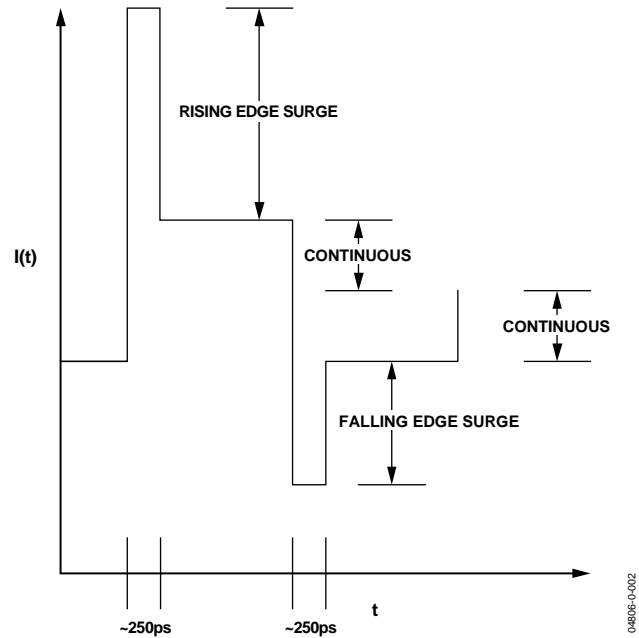 RISING EDGE SURGE
I(t)
CONTINUOUS
CONTINUOUS
FALLING EDGE SURGE
t
~250ps
~250ps
04806-0-002